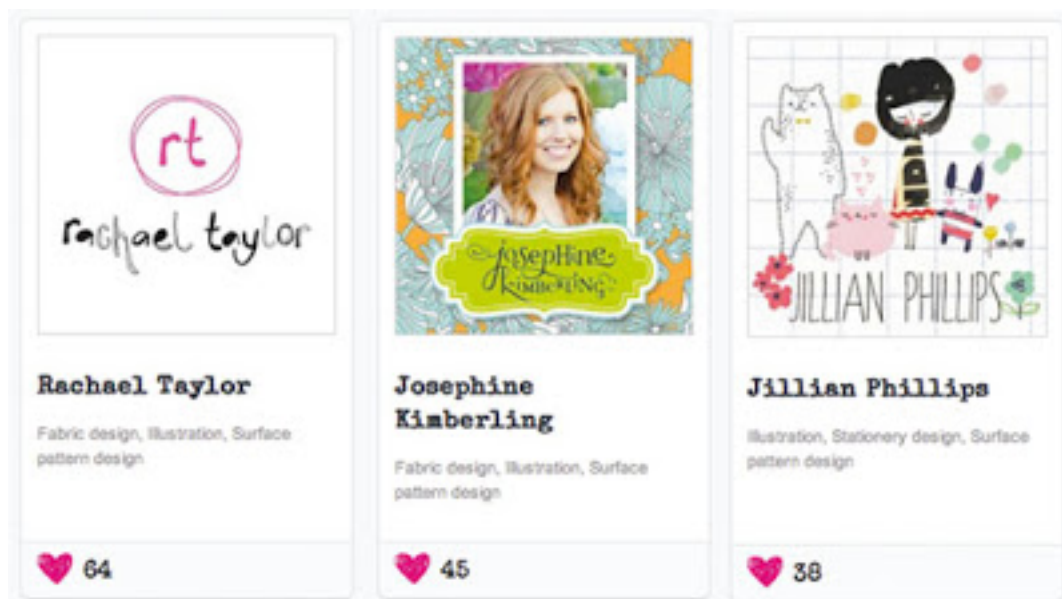 rt
rachael taylor
Rachael Taylor
Fabric design, Illustration, Surface
pattern design
64
josepHine
KIMBERLING
Josephine
Kimberling
Fabric design, Illustration, Surface
pattern design
45
JILLIAN PHILLIPS
Jillian Phillips
Illustration, Stationery design, Surface
pattern design
38